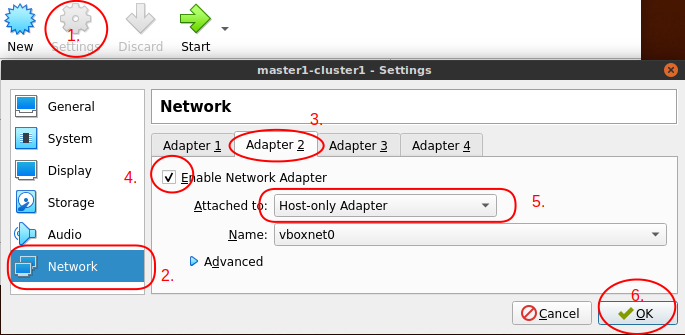 1.
New Settings Discard Start
master1-cluster1 - Settings
General
System
Display
Storage
Audio
Network
2.
Network
3.
Adapter 1 Adapter 2 Adapter 3 Adapter 4
4.
Enable Network Adapter
Attached to: Host-only Adapter
5.
Name: vboxnet0
Advanced
6.
Cancel OK